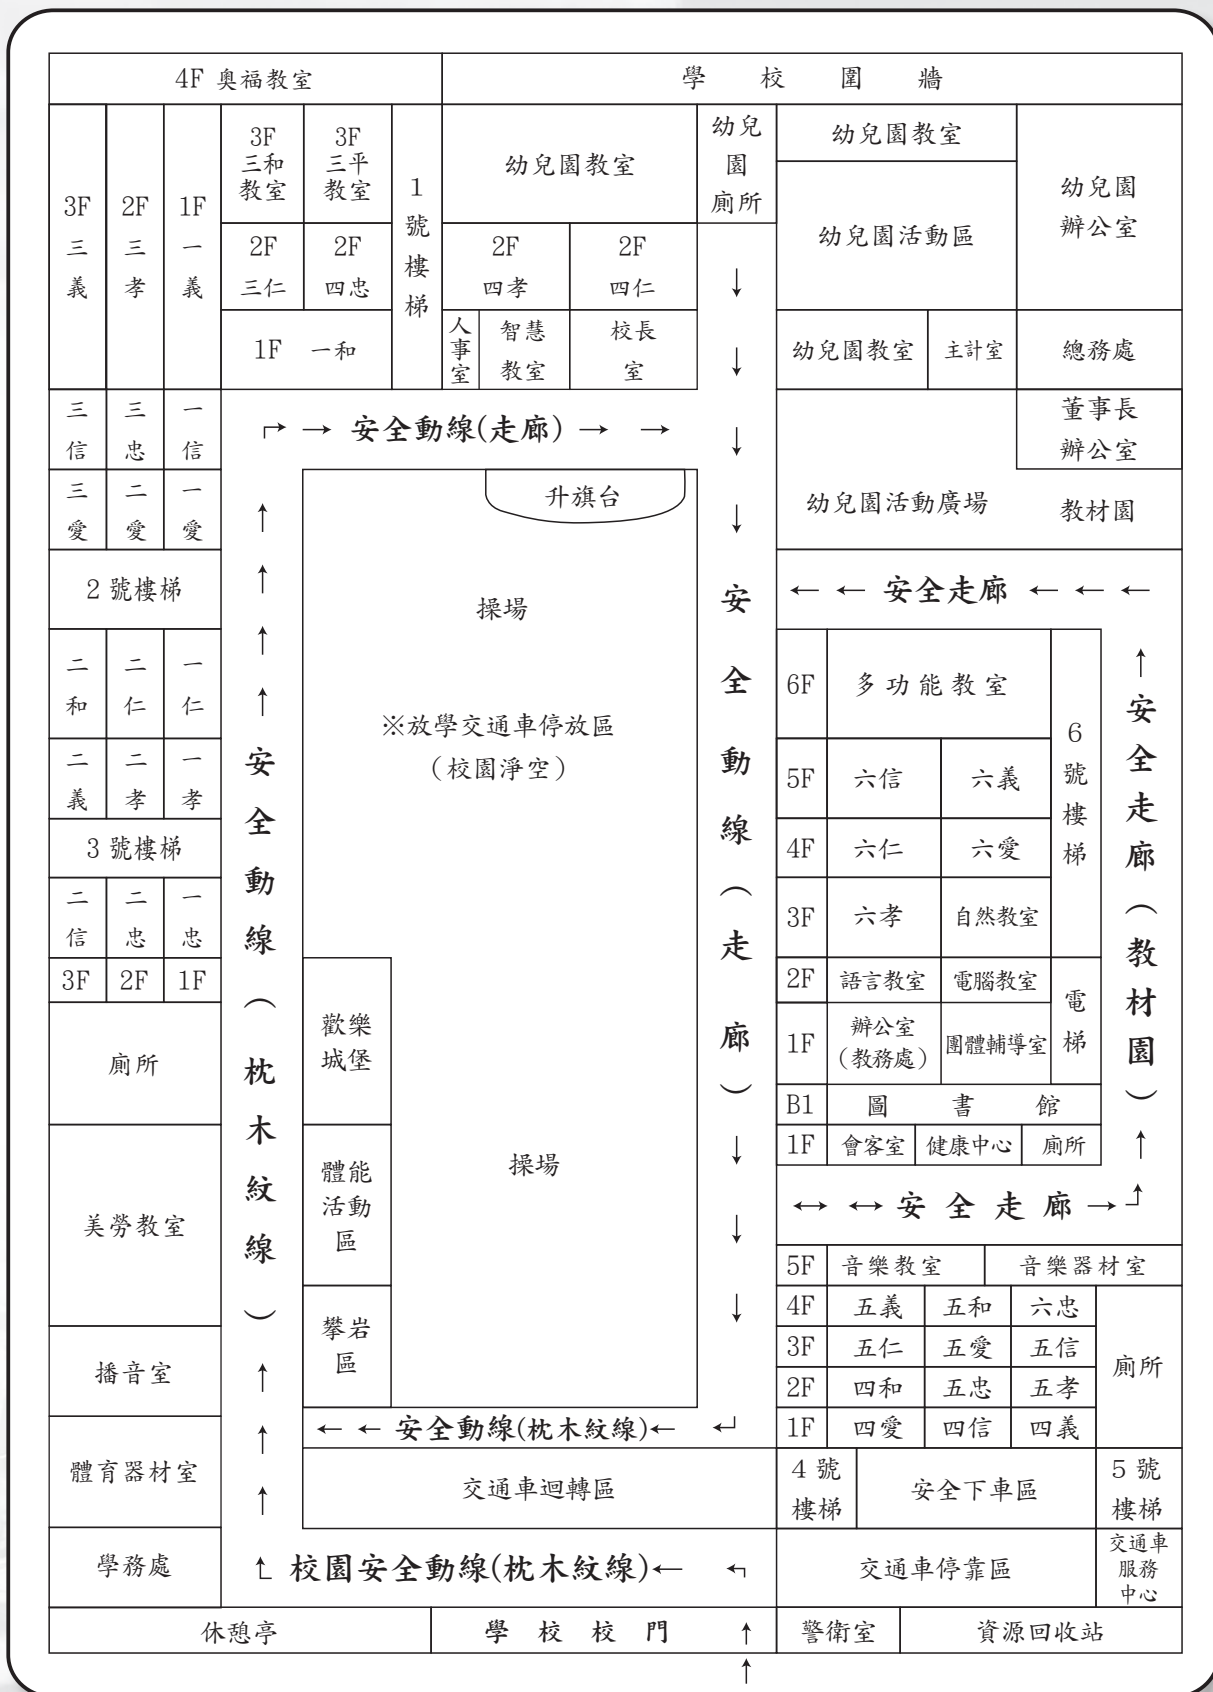 4F 奧福教室
學 校 圍 牆
3F
三
義
2F
三
孝
1F
一
義
3F
三和
教室
3F
三平
教室
2F
三仁
2F
四忠
1F 一和
1
號
樓
梯
幼兒園教室
2F
四孝
2F
四仁
人
事
室
智慧
教室
校長
室
幼兒
園
廁所
幼兒園教室
幼兒園活動區
幼兒園
辦公室
幼兒園教室
主計室
總務處
董事長
辦公室
幼兒園活動廣場
教材園
三
信
三
忠
一
信
三
愛
二
愛
一
愛
2 號樓梯
二
和
二
仁
一
仁
二
義
二
孝
一
孝
3 號樓梯
二
信
二
忠
一
忠
3F
2F
1F
廁所
美勞教室
播音室
體育器材室
學務處
↱ → 安全動線(走廊) → →
↑
↑
↑
↑
安
全
動
線
︵
枕
木
紋
線
︶
↑
↑
↑
↑
升旗台
操場
※放學交通車停放區
(校園淨空)
歡樂
城堡
體能
活動
區
攀岩
區
操場
↓
↓
↓
↓
安
全
動
線
︵
走
廊
︶
↓
↓
↓
← ← 安全動線(枕木紋線)← ↵
交通車迴轉區
↑ 校園安全動線(枕木紋線)← ↰
← ← 安全走廊 ← ← ←
6F
多功能教室
5F
六信
六義
4F
六仁
六愛
3F
六孝
自然教室
6
號
樓
梯
2F
語言教室
電腦教室
1F
辦公室
(教務處)
團體輔導室
電
梯
B1
圖 書 館
1F
會客室
健康中心
廁所
↑
安
全
走
廊
︵
教
材
園
︶
↑
↔ ↔ 安 全 走 廊 →
5F
音樂教室
音樂器材室
4F
五義
五和
六忠
3F
五仁
五愛
五信
2F
四和
五忠
五孝
1F
四愛
四信
四義
廁所
4 號
樓梯
安全下車區
5 號
樓梯
交通車停靠區
交通車
服務
中心
休憩亭
學 校 校 門 ↑
↑
警衛室
資源回收站